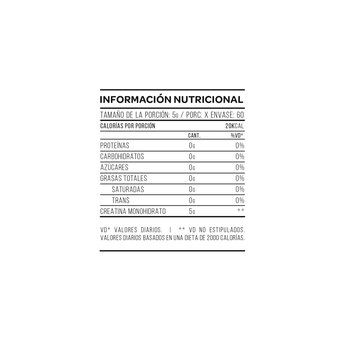 INFORMACIÓN NUTRICIONAL
TAMAÑO DE LA PORCIÓN: 5g / PORC. X ENVASE: 60
CALORÍAS POR PORCIÓN 20KCAL
CANT. %VD*
PROTEÍNAS 0g 0%
CARBOHIDRATOS 0g 0%
AZÚCARES 0g 0%
GRASAS TOTALES 0g 0%
SATURADAS 0g 0%
TRANS 0g 0%
CREATINA MONOHIDRATO 5g **
VD* VALORES DIARIOS. | ** VD NO ESTIPULADOS.
VALORES DIARIOS BASADOS EN UNA DIETA DE 2000 CALORÍAS.